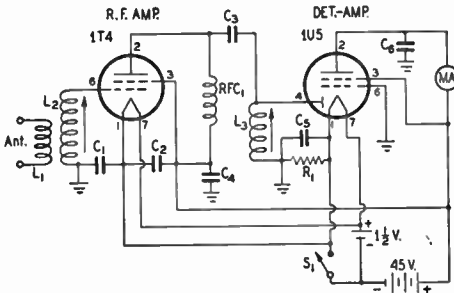 R.F. AMP.
DET.-AMP.
1T4
C3
1U5
2
2
C6
L2
6
3
RFC1
4
3
6
MA
Ant.
1
7
L3
C5
1
7
C1
C2
C4
R1
L1
+
1½ V.
-
S1
- 45 V. +